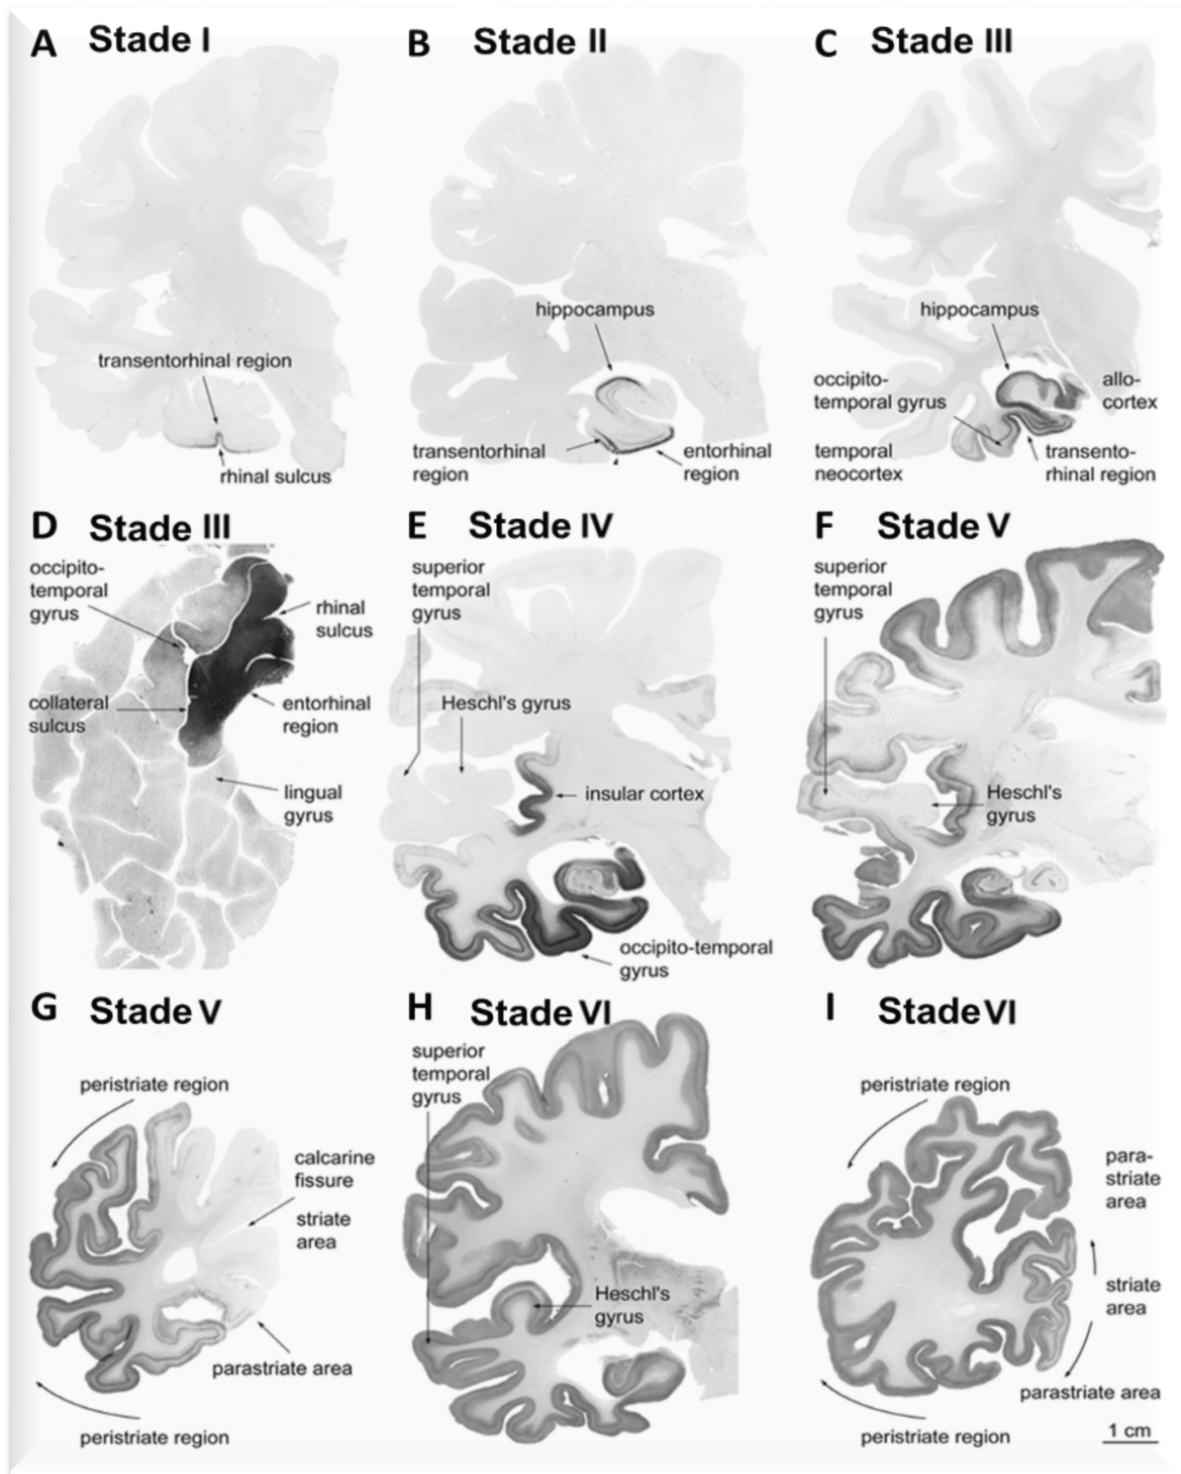 A Stade I
transentorhinal region
rhinal sulcus
B Stade II
hippocampus
transentorhinal
region
entorhinal
region
C Stade III
hippocampus
occipito-
temporal gyrus
allo-
cortex
temporal
neocortex
transento-
rhinal region
D Stade III
occipito-
temporal
gyrus
rhinal
sulcus
collateral
sulcus
entorhinal
region
lingual
gyrus
E Stade IV
superior
temporal
gyrus
Heschl's gyrus
insular cortex
occipito-temporal
gyrus
F Stade V
superior
temporal
gyrus
Heschl's
gyrus
G Stade V
peristriate region
calcarine
fissure
striate
area
parastriate area
peristriate region
H Stade VI
superior
temporal
gyrus
Heschl's
gyrus
I Stade VI
peristriate region
para-
striate
area
striate
area
parastriate area
peristriate region
1 cm